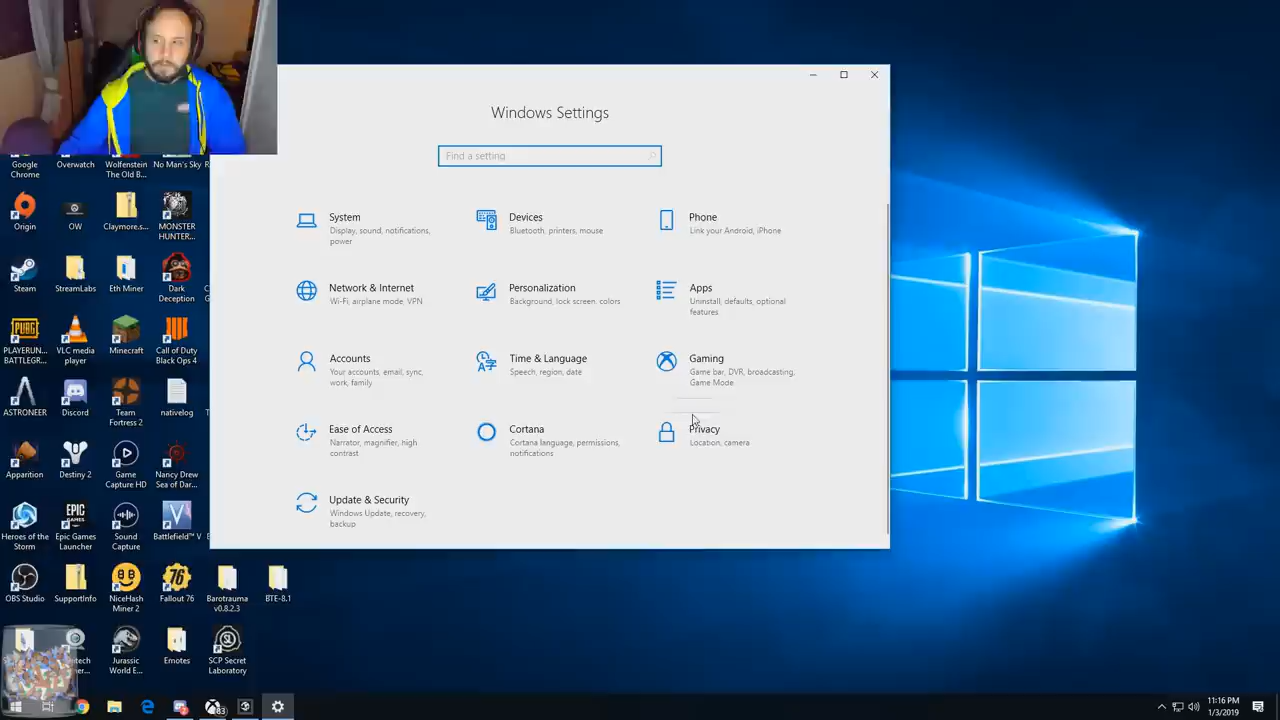 Windows Settings
Find a setting
System
Display, sound, notifications,
power
Devices
Bluetooth, printers, mouse
Phone
Link your Android, iPhone
Network & Internet
Wi-Fi, airplane mode, VPN
Personalization
Background, lock screen, colors
Apps
Uninstall, defaults, optional
features
Accounts
Your accounts, email, sync,
work, family
Time & Language
Speech, region, date
Gaming
Game bar, DVR, broadcasting,
Game Mode
Ease of Access
Narrator, magnifier, high
contrast
Cortana
Cortana language, permissions,
notifications
Privacy
Location, camera
Update & Security
Windows Update, recovery,
backup
Google
Chrome
Overwatch
Wolfenstein
The Old B...
No Man's Sky
Origin
OW
Claymore.s...
MONSTER
HUNTER...
Steam
StreamLabs
Eth Miner
Dark
Deception
PUBG
PLAYERUN...
BATTLEGR...
VLC media
player
Minecraft
Call of Duty
Black Ops 4
ASTRONEER
Discord
Team
Fortress 2
nativelog
Apparition
Destiny 2
Game
Capture HD
Nancy Drew
Sea of Dar...
Heroes of the
Storm
EPIC
GAMES
Epic Games
Launcher
Sound
Capture
V
Battlefield™ V
OBS Studio
SupportInfo
NiceHash
Miner 2
76
Fallout 76
Barotrauma
v0.8.2.3
BTE-8.1
Jurassic
World E...
Emotes
SCP Secret
Laboratory
11:16 PM
1/3/2019